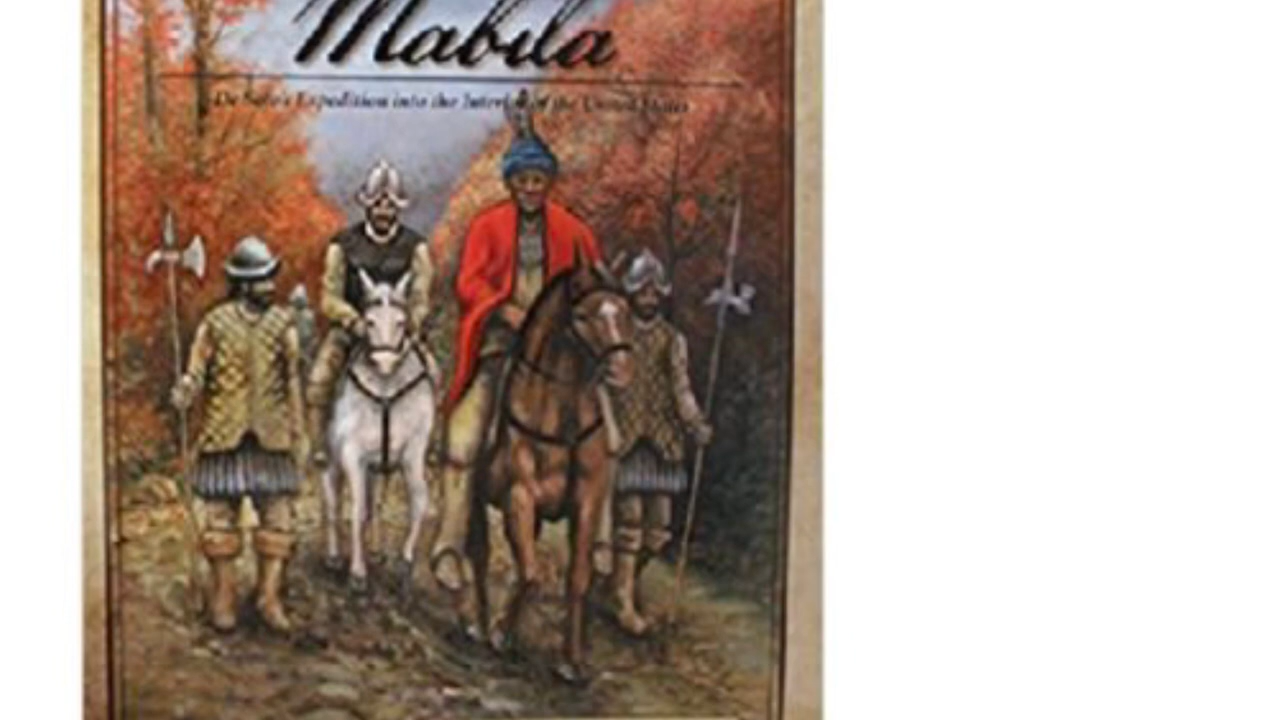 Mabila
De Soto's Expedition into the Interior of the United States